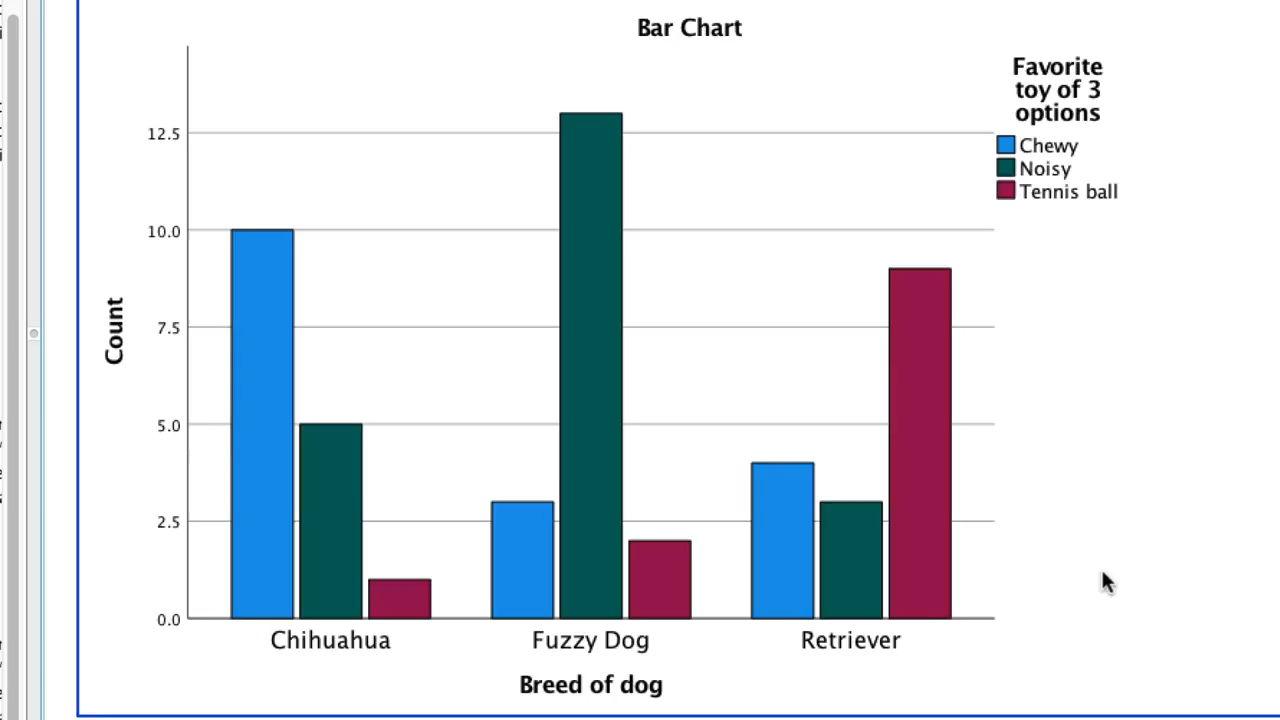 Bar Chart
Favorite
toy of 3
options
Chewy
Noisy
Tennis ball
12.5
10.0
7.5
5.0
2.5
0.0
Count
Chihuahua
Fuzzy Dog
Retriever
Breed of dog